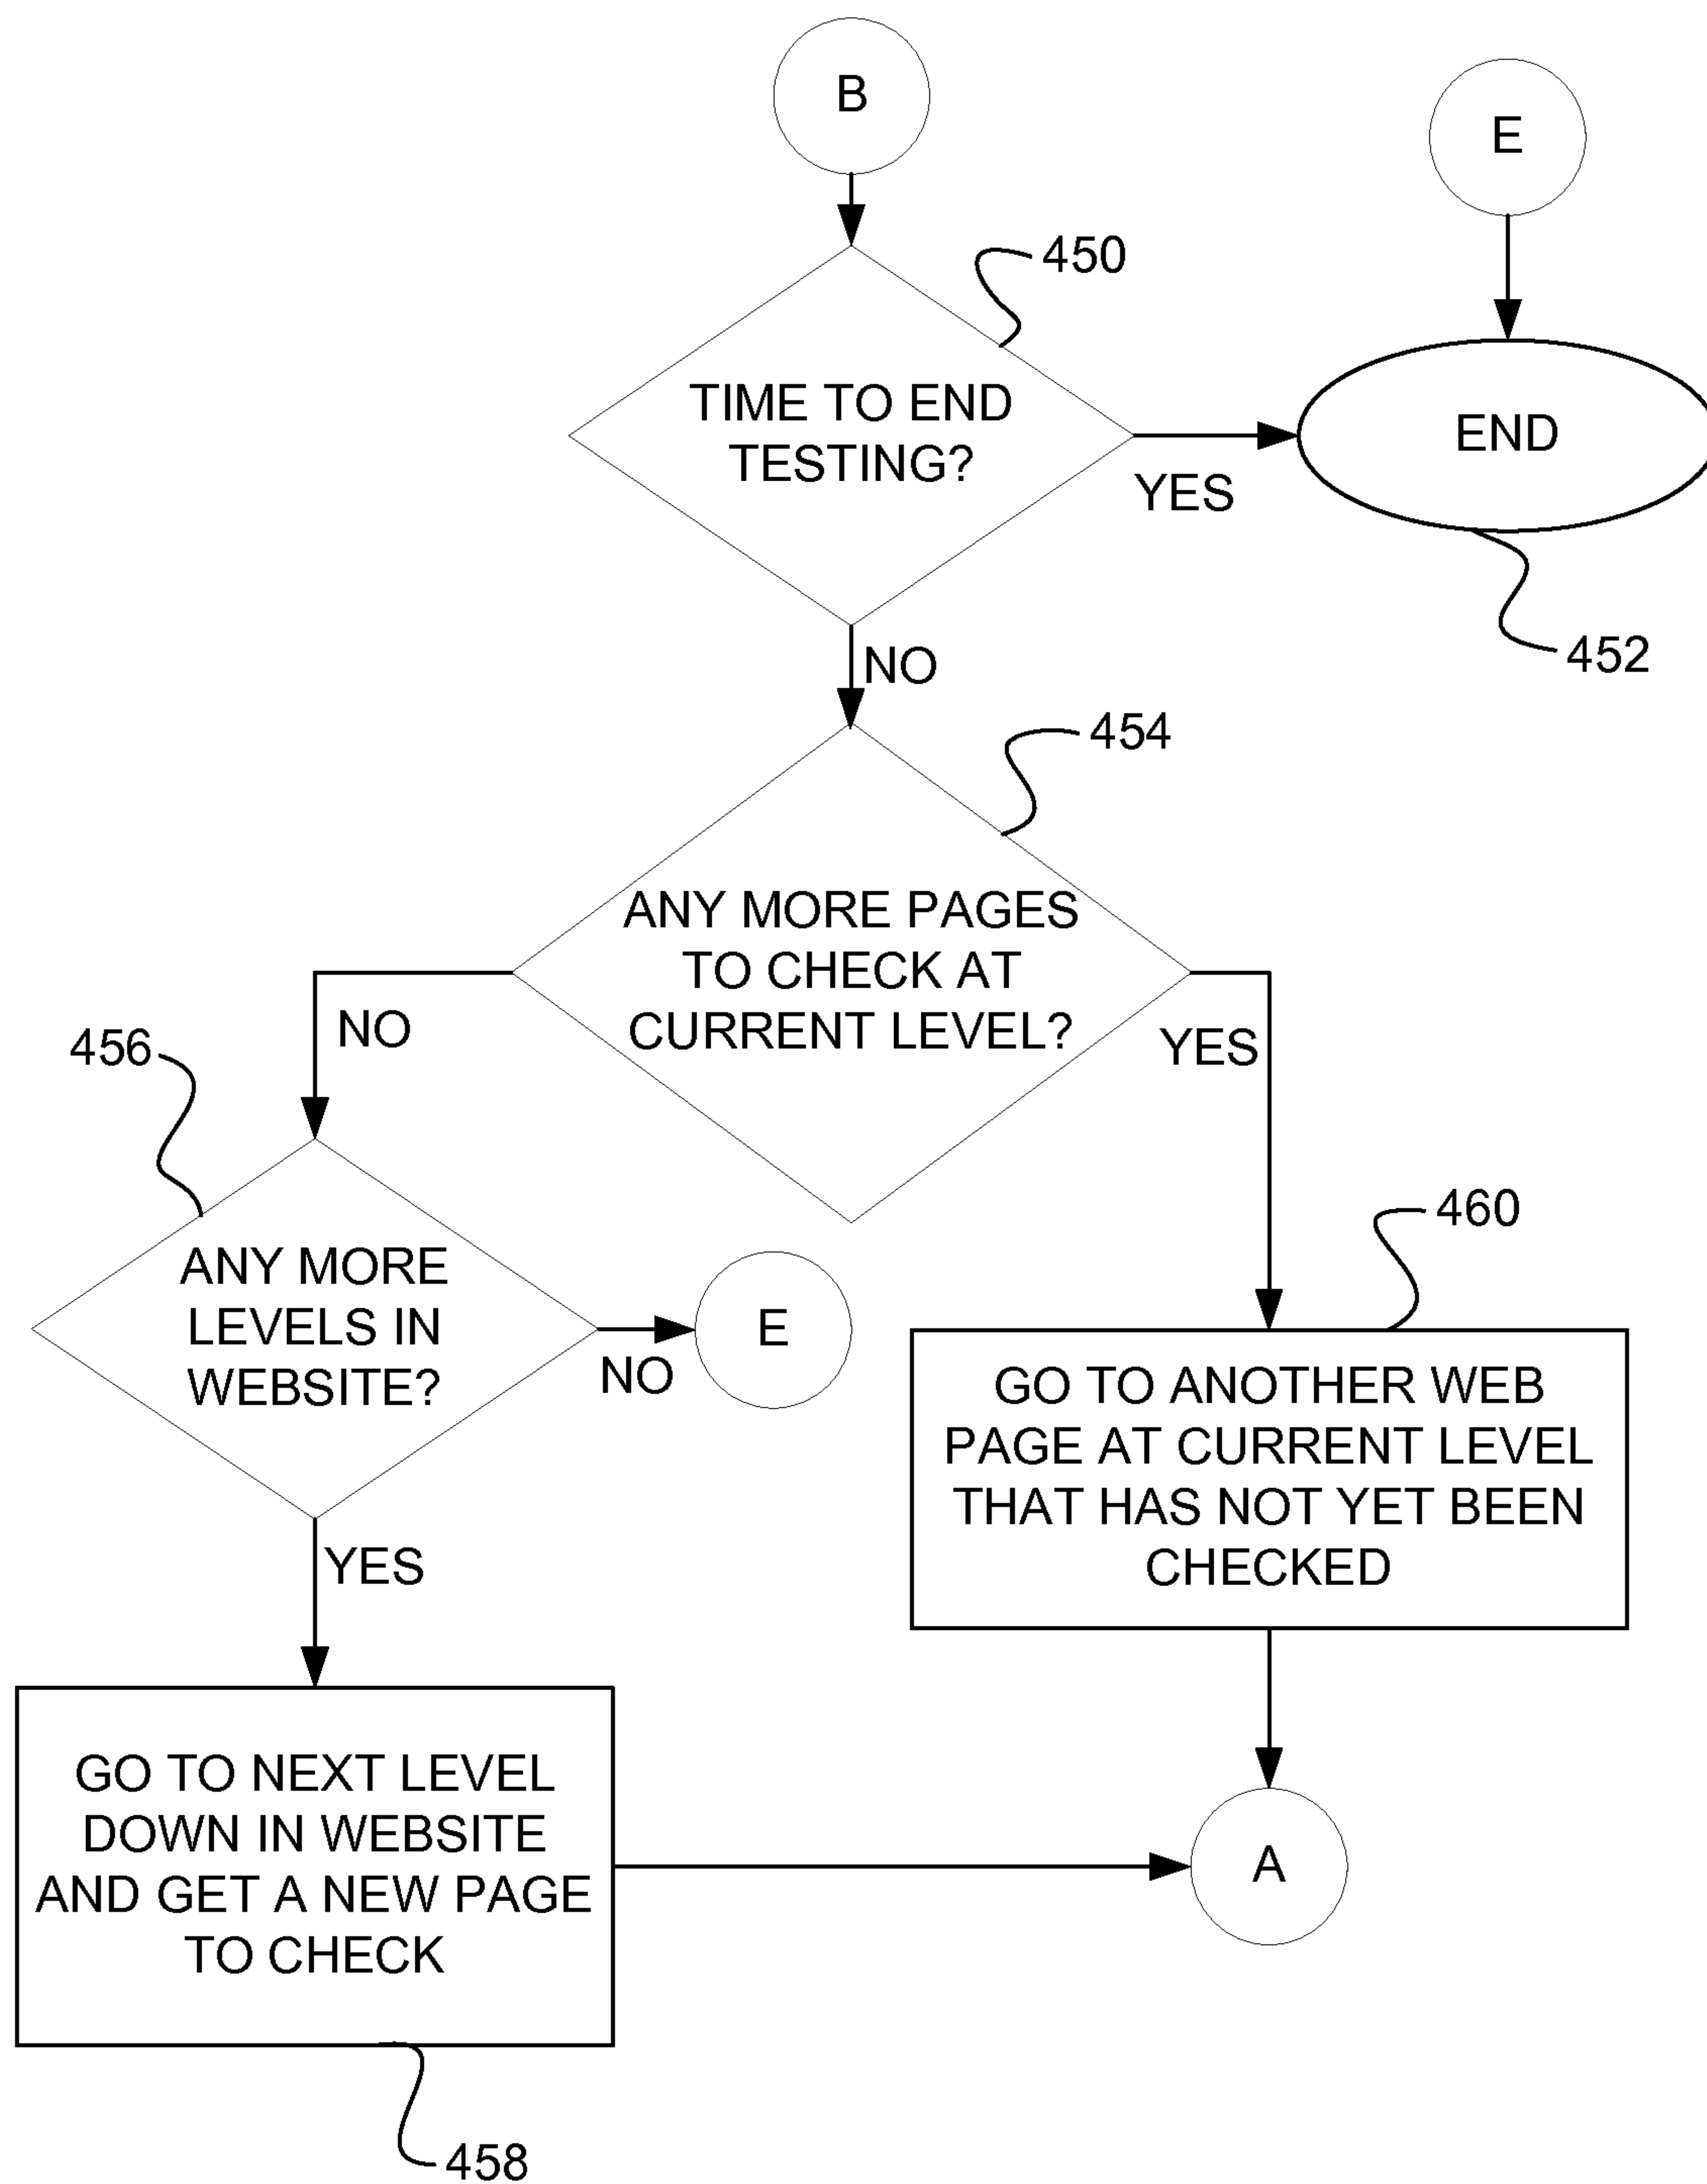 B
E
450
TIME TO END
TESTING?
YES
END
452
NO
454
ANY MORE PAGES
TO CHECK AT
CURRENT LEVEL?
NO
YES
456
ANY MORE
LEVELS IN
WEBSITE?
NO
E
460
GO TO ANOTHER WEB
PAGE AT CURRENT LEVEL
THAT HAS NOT YET BEEN
CHECKED
YES
GO TO NEXT LEVEL
DOWN IN WEBSITE
AND GET A NEW PAGE
TO CHECK
A
458